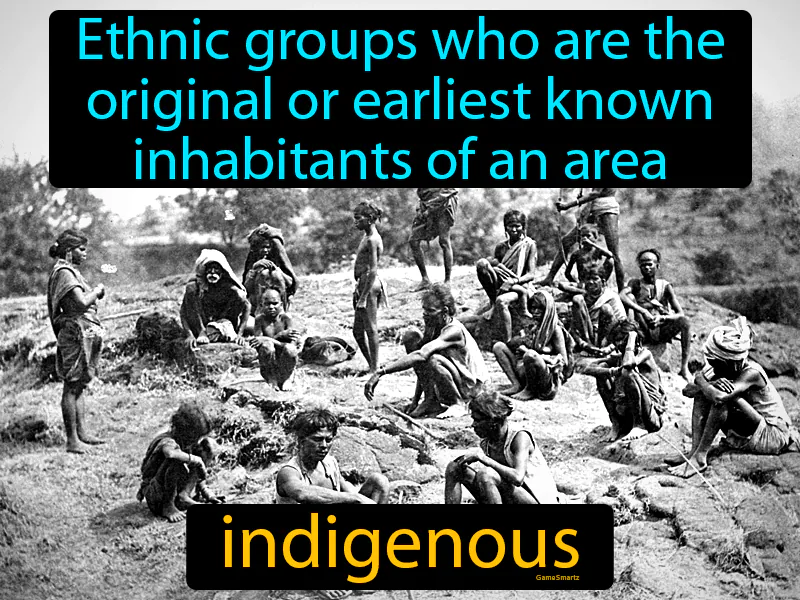 Ethnic groups who are the
original or earliest known
inhabitants of an area
indigenous
GameSmartz